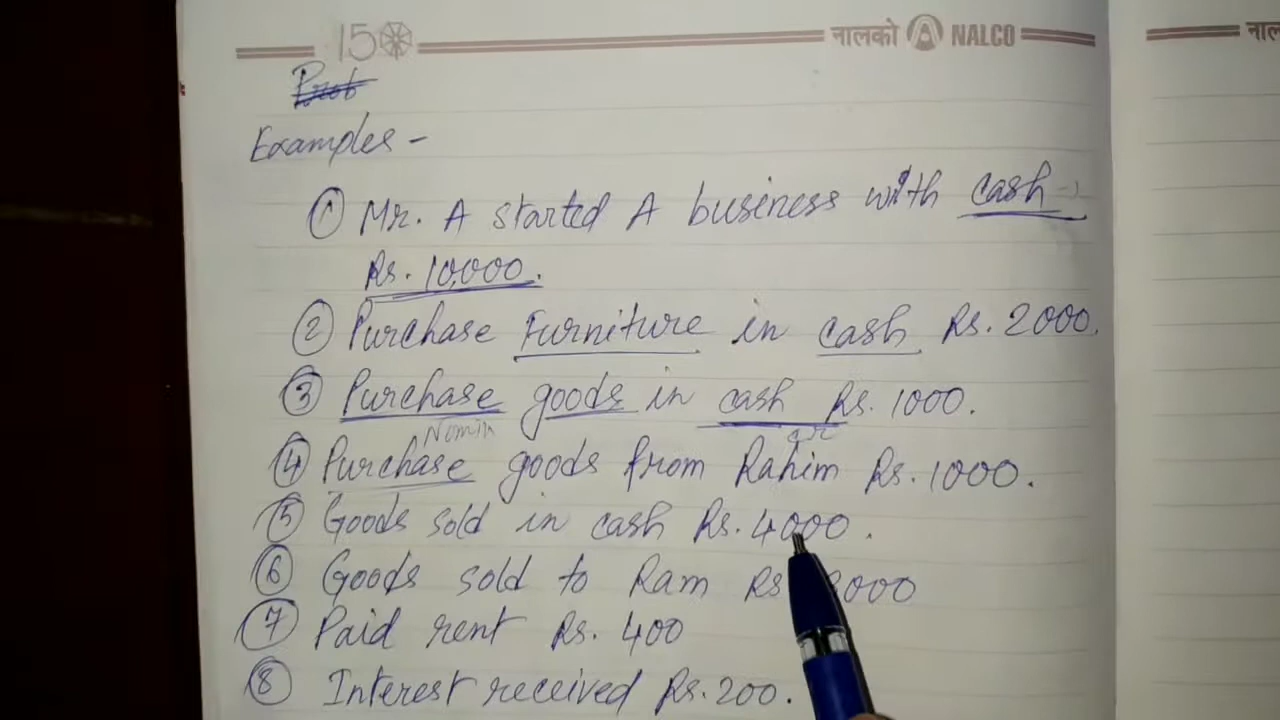 150
नालको NALCO
Examples -
① Mr. A started A business with cash
Rs. 10,000.
② Purchase Furniture in cash Rs. 2000.
③ Purchase goods in cash Rs. 1000.
④ Purchase goods from Rahim Rs. 1000.
⑤ Goods sold in cash Rs. 4000.
⑥ Goods sold to Ram Rs
⑦ Paid rent Rs. 400
⑧ Interest received Rs. 200.